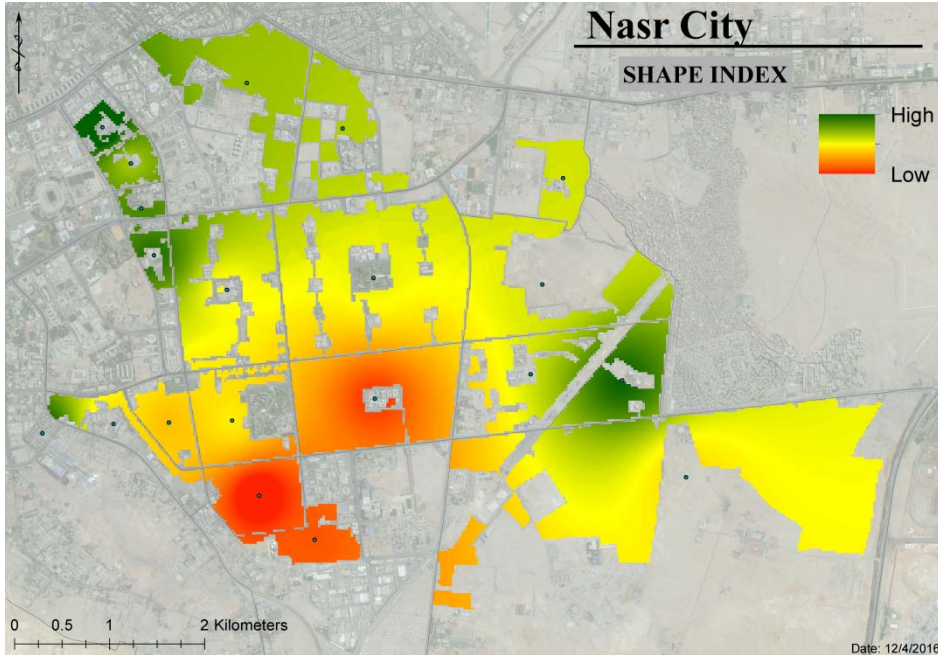 Nasr City
SHAPE INDEX
High
Low
0 0.5 1 2 Kilometers
Date: 12/4/2016